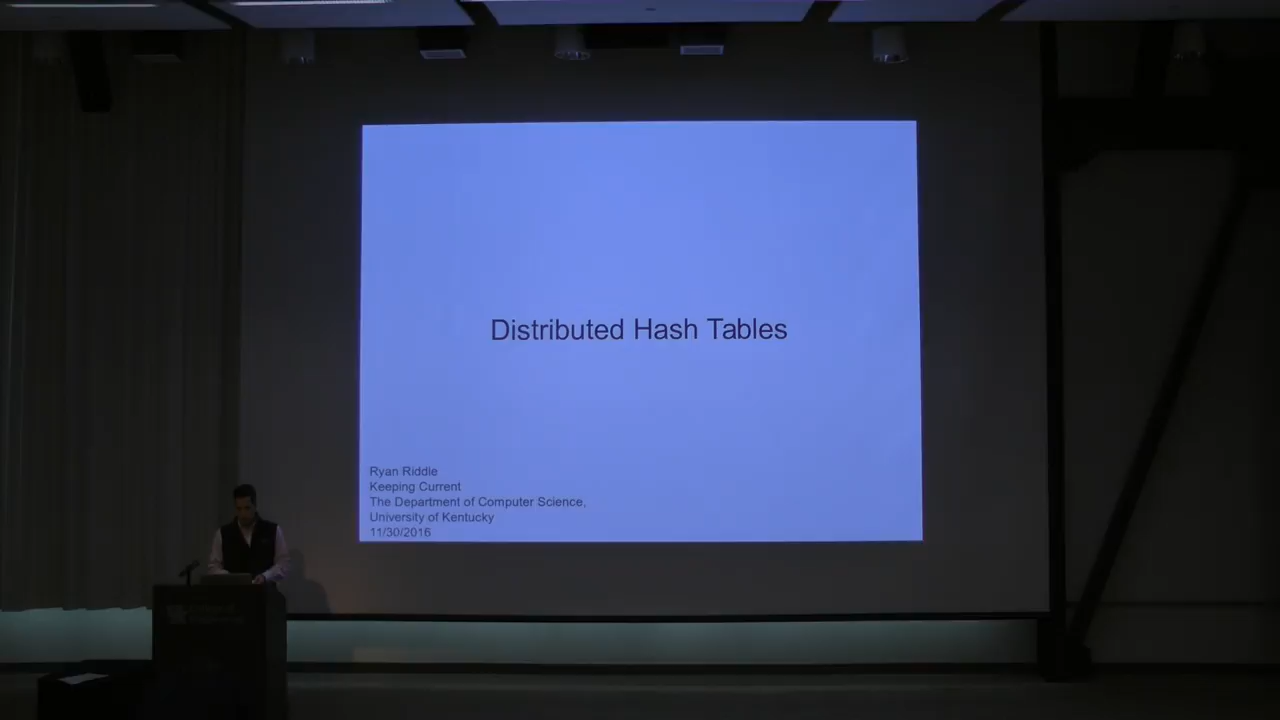 Distributed Hash Tables
Ryan Riddle
Keeping Current
The Department of Computer Science,
University of Kentucky
11/30/2016